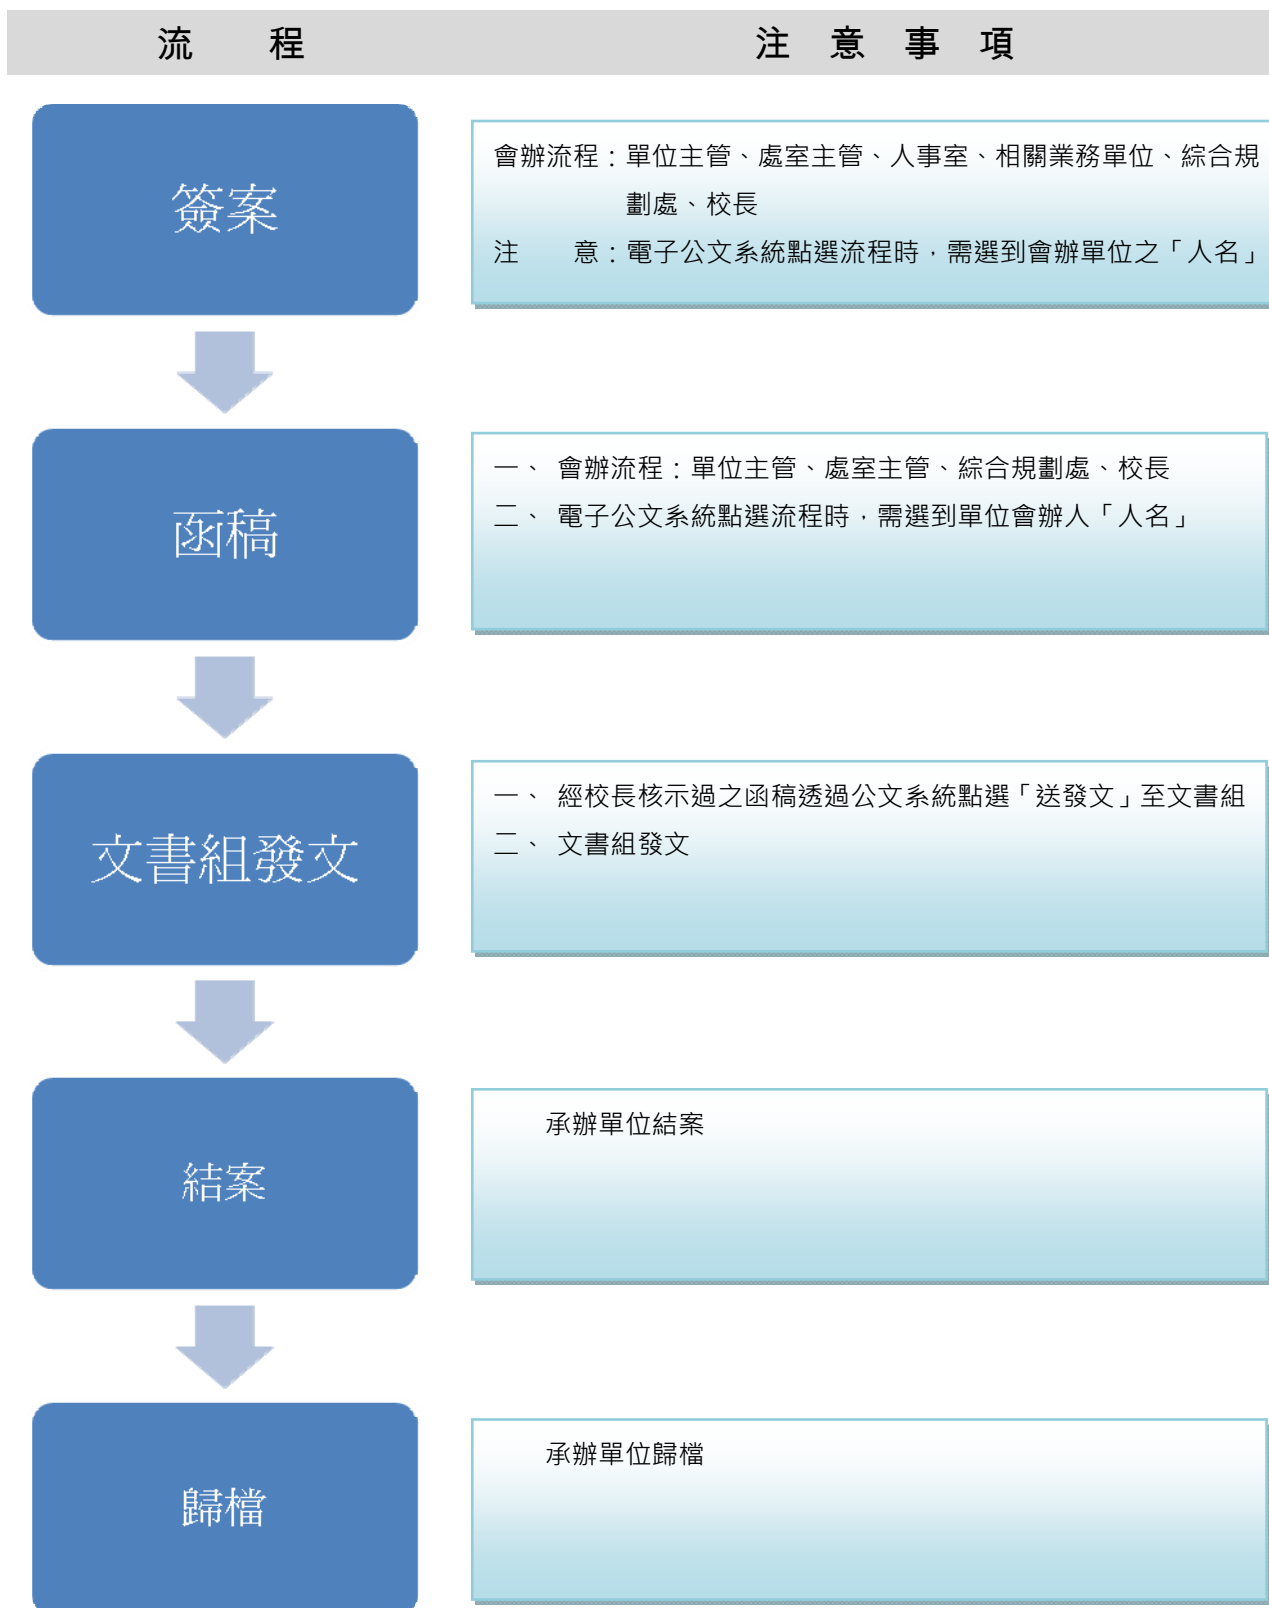 流　程　注意事項
簽案
會辦流程：單位主管、處室主管、人事室、相關業務單位、綜合規
劃處、校長
注　意：電子公文系統點選流程時，需選到會辦單位之「人名」
函稿
一、 會辦流程：單位主管、處室主管、綜合規劃處、校長
二、 電子公文系統點選流程時，需選到單位會辦人「人名」
文書組發文
一、 經校長核示過之函稿透過公文系統點選「送發文」至文書組
二、 文書組發文
結案
承辦單位結案
歸檔
承辦單位歸檔